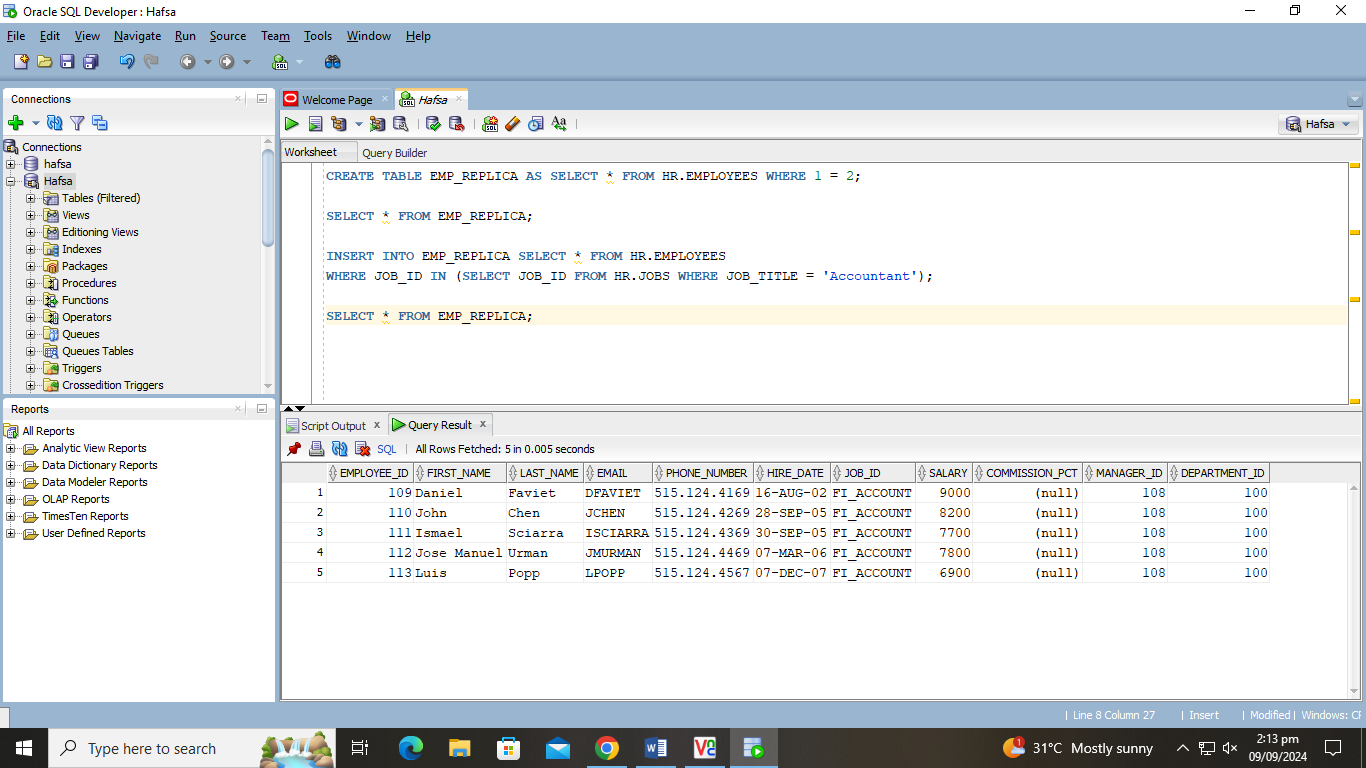 Oracle SQL Developer : Hafsa
File Edit View Navigate Run Source Team Tools Window Help
Connections
Connections
hafsa
Hafsa
Tables (Filtered)
Views
Editioning Views
Indexes
Packages
Procedures
Functions
Operators
Queues
Queues Tables
Triggers
Crossedition Triggers
Reports
All Reports
Analytic View Reports
Data Dictionary Reports
Data Modeler Reports
OLAP Reports
TimesTen Reports
User Defined Reports
Welcome Page Hafsa
Hafsa
Worksheet Query Builder
CREATE TABLE EMP_REPLICA AS SELECT * FROM HR.EMPLOYEES WHERE 1 = 2;
SELECT * FROM EMP_REPLICA;
INSERT INTO EMP_REPLICA SELECT * FROM HR.EMPLOYEES
WHERE JOB_ID IN (SELECT JOB_ID FROM HR.JOBS WHERE JOB_TITLE = 'Accountant');
SELECT * FROM EMP_REPLICA;
Script Output Query Result
SQL All Rows Fetched: 5 in 0.005 seconds
EMPLOYEE_ID FIRST_NAME LAST_NAME EMAIL PHONE_NUMBER HIRE_DATE JOB_ID SALARY COMMISSION_PCT MANAGER_ID DEPARTMENT_ID
1 109 Daniel Faviet DFAVIET 515.124.4169 16-AUG-02 FI_ACCOUNT 9000 (null) 108 100
2 110 John Chen JCHEN 515.124.4269 28-SEP-05 FI_ACCOUNT 8200 (null) 108 100
3 111 Ismael Sciarra ISCIARRA 515.124.4369 30-SEP-05 FI_ACCOUNT 7700 (null) 108 100
4 112 Jose Manuel Urman JMURMAN 515.124.4469 07-MAR-06 FI_ACCOUNT 7800 (null) 108 100
5 113 Luis Popp LPOPP 515.124.4567 07-DEC-07 FI_ACCOUNT 6900 (null) 108 100
Line 8 Column 27 Insert Modified Windows: CF
Type here to search
1 31°C Mostly sunny
2:13 pm
09/09/2024